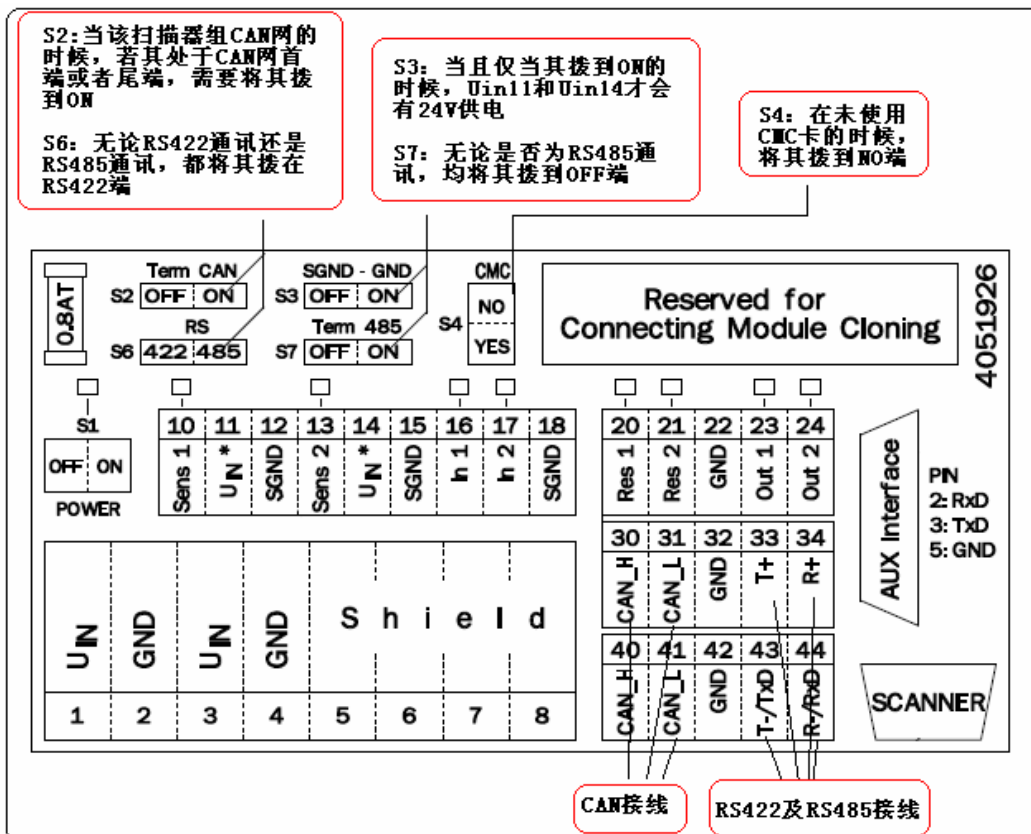 S2:当该扫描器组CAN网的
时候，若其处于CAN网首
端或者尾端，需要将其拨
到ON
S6: 无论RS422通讯还是
RS485通讯，都将其拨在
RS422端
S3: 当且仅当其拨到ON的
时候，Uin11和Uin14才会
有24V供电
S7: 无论是否为RS485通
讯，均将其拨到OFF端
S4: 在未使用
CMC卡的时候，
将其拨到NO端
0.8AT
Term CAN
S2 OFF ON
RS
S6 422 485
SGND - GND
S3 OFF ON
Term 485
S7 OFF ON
CMC
S4
NO
YES
Reserved for
Connecting Module Cloning
4051926
S1
OFF ON
POWER
10 11 12 13 14 15 16 17 18
Sens 1 UIN* SGND Sens 2 UIN* SGND In 1 In 2 SGND
20 21 22 23 24
Res 1 Res 2 GND Out 1 Out 2
30 31 32 33 34
CAN_H CAN_L GND T+ R+
40 41 42 43 44
CAN_H CAN_L GND T-/TxD R-/RxD
AUX Interface
PIN
2: RxD
3: TxD
5: GND
SCANNER
UIN GND UIN GND Shield
1 2 3 4 5 6 7 8
CAN接线
RS422及RS485接线